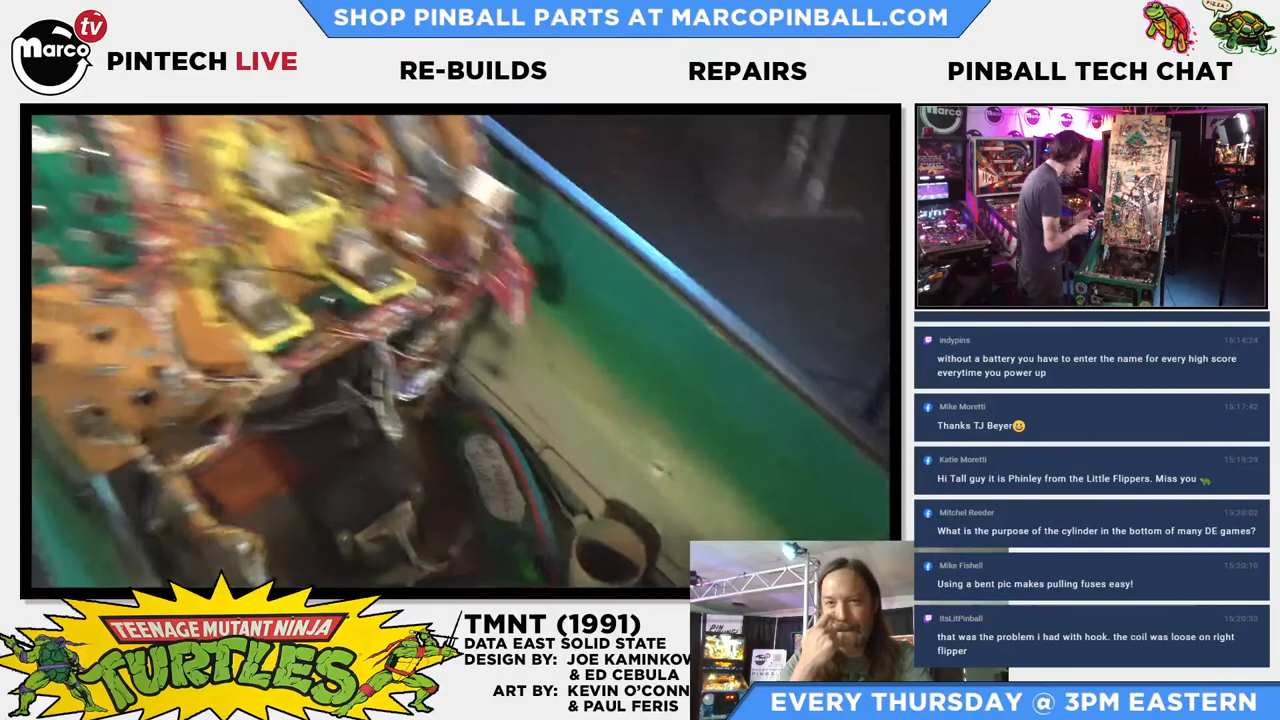 SHOP PINBALL PARTS AT MARCOPINBALL.COM
Marco
tv
PINTECH LIVE
RE-BUILDS
REPAIRS
PINBALL TECH CHAT
PIZZA!
indypins
15:14:24
without a battery you have to enter the name for every high score
everytime you power up
Mike Moretti
15:17:42
Thanks TJ Beyer
Katie Moretti
15:19:29
Hi Tall guy it is Phinley from the Little Flippers. Miss you
Mitchel Reeder
15:20:02
What is the purpose of the cylinder in the bottom of many DE games?
Mike Fishell
15:20:19
Using a bent pic makes pulling fuses easy!
ItsLitPinball
15:20:33
that was the problem i had with hook. the coil was loose on right
flipper
TEENAGE MUTANT NINJA
TURTLES
TMNT (1991)
DATA EAST SOLID STATE
DESIGN BY: JOE KAMINKOW
& ED CEBULA
ART BY: KEVIN O'CONN
& PAUL FERIS
EVERY THURSDAY @ 3PM EASTERN